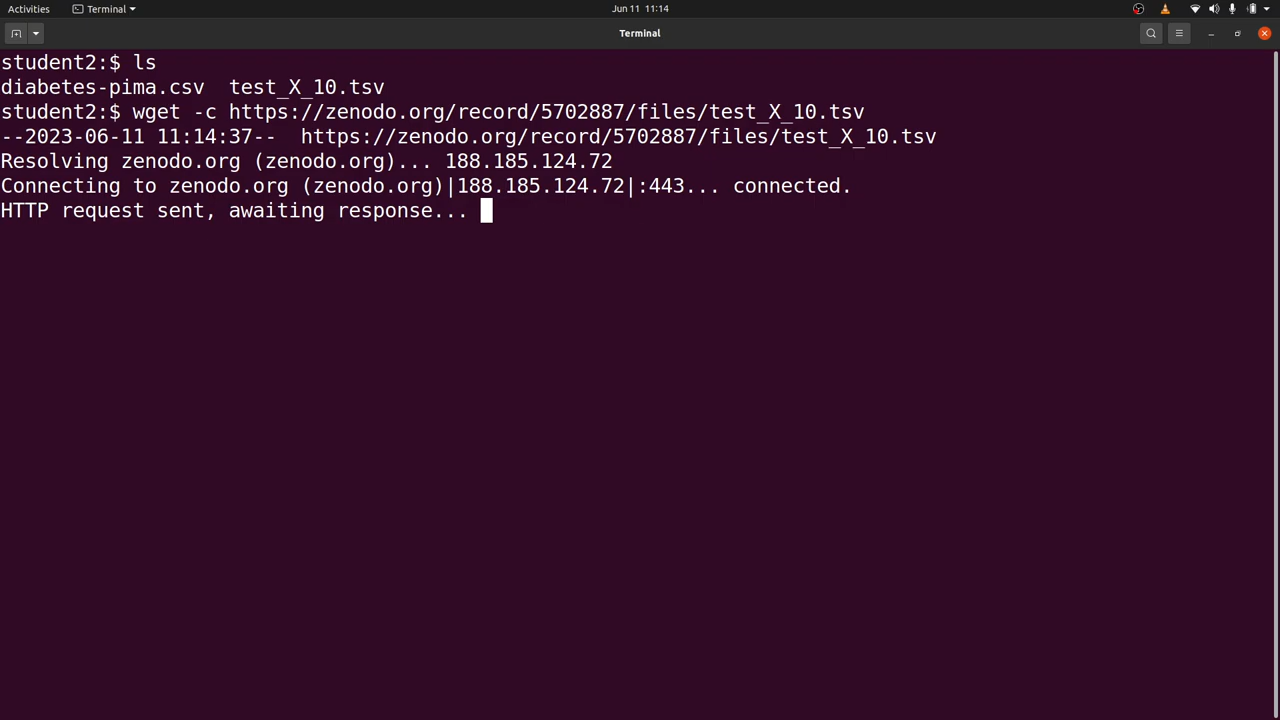 Activities Terminal Jun 11 11:14
Terminal
student2:$ ls
diabetes-pima.csv  test_X_10.tsv
student2:$ wget -c https://zenodo.org/record/5702887/files/test_X_10.tsv
--2023-06-11 11:14:37--  https://zenodo.org/record/5702887/files/test_X_10.tsv
Resolving zenodo.org (zenodo.org)... 188.185.124.72
Connecting to zenodo.org (zenodo.org)|188.185.124.72|:443... connected.
HTTP request sent, awaiting response...